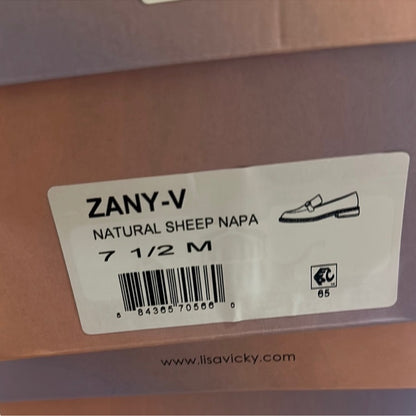 ZANY-V
NATURAL SHEEP NAPA
7 1/2 M
6 84365 70566 0
65
www.lisavicky.com